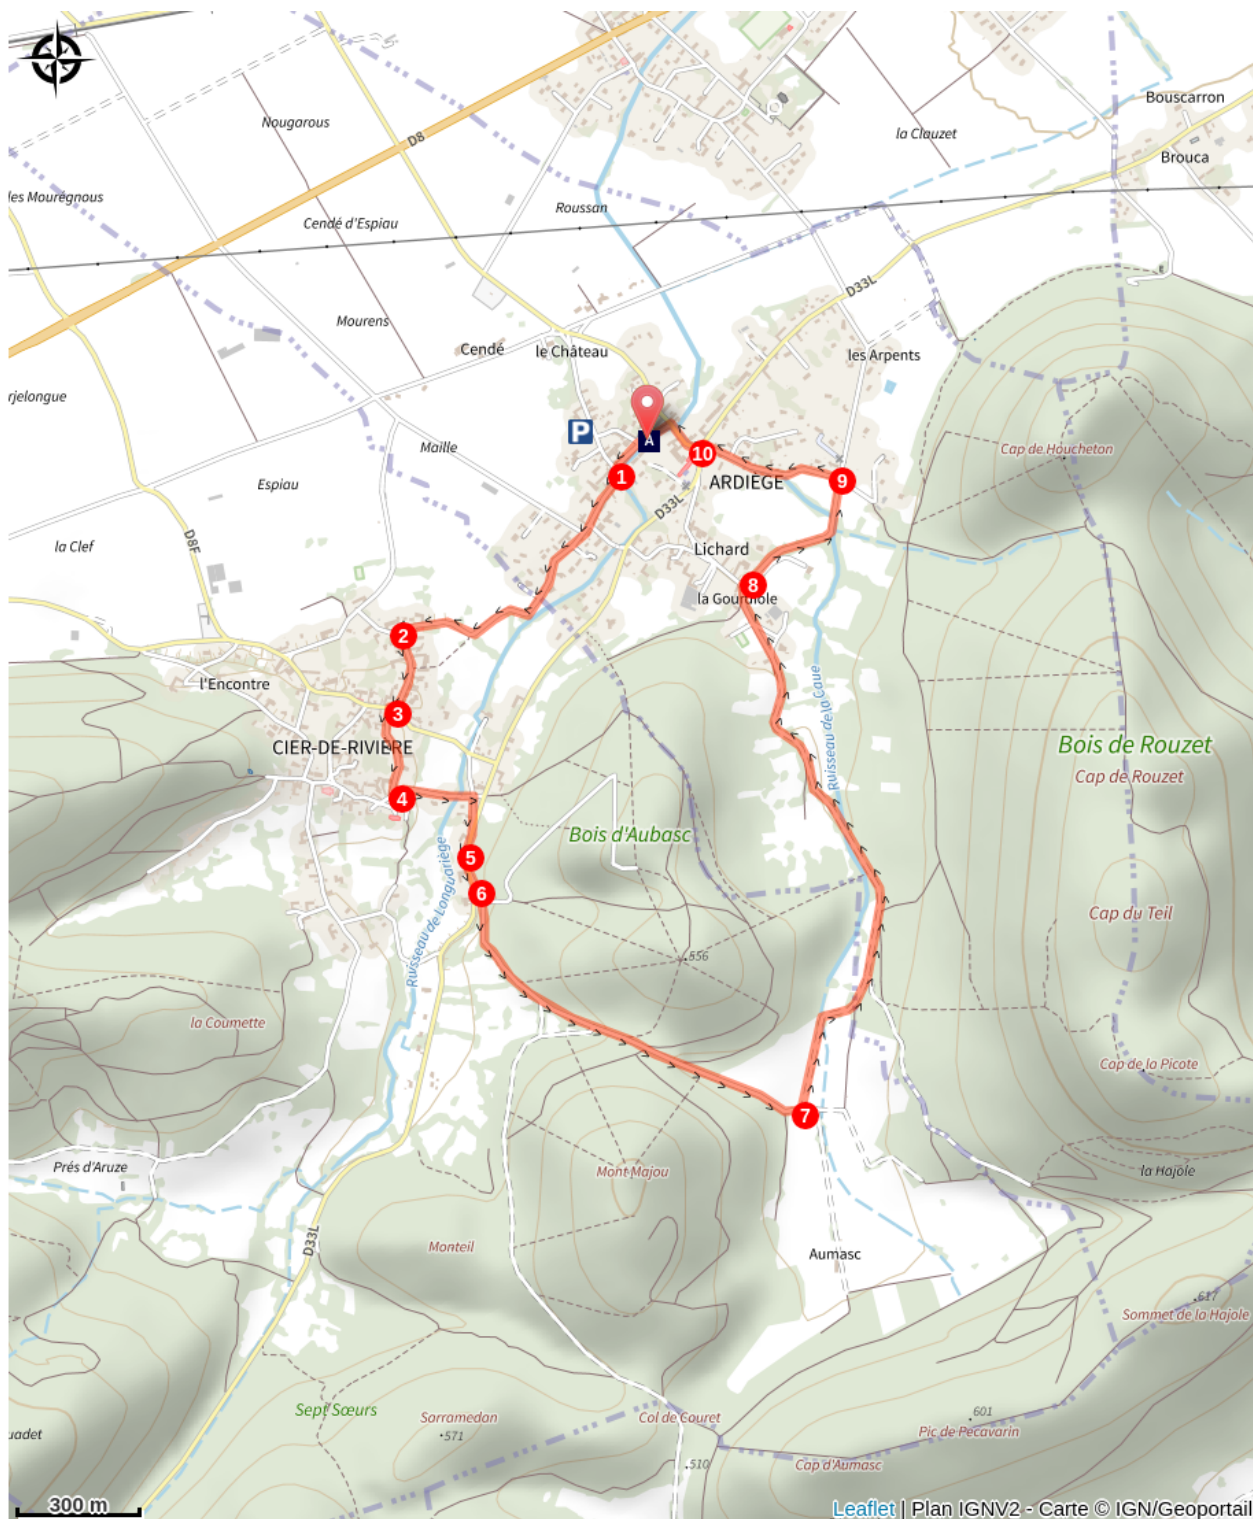 Bouscarron
D8
Nougarous
la Clauzet
Brouca
les Mourégnous
Roussan
Cendé d'Espiau
D33L
Mourens
Cendé
le Château
les Arpents
rjelongue
P
A
Maille
10
Cap de Houcheton
1
ARDIÈGE
9
Espiau
D33L
la Clef
D8F
Lichard
8
la Gourdiole
2
l'Encontre
Ruisseau de la Caue
3
CIER-DE-RIVIÈRE
Bois de Rouzet
Cap de Rouzet
4
Bois d'Aubasc
5
6
Ruisseau de Longuariège
Cap du Teil
556
la Coumette
Cap de la Picote
7
Prés d'Aruze
Mont Majou
la Hajole
D33L
Monteil
Aumasc
617
Sommet de la Hajole
Sept Sœurs
Sarramedan
571
Col de Couret
601
Pic de Pecavarin
uadet
510
Cap d'Aumasc
300 m
Leaflet | Plan IGNV2 - Carte © IGN/Geoportail